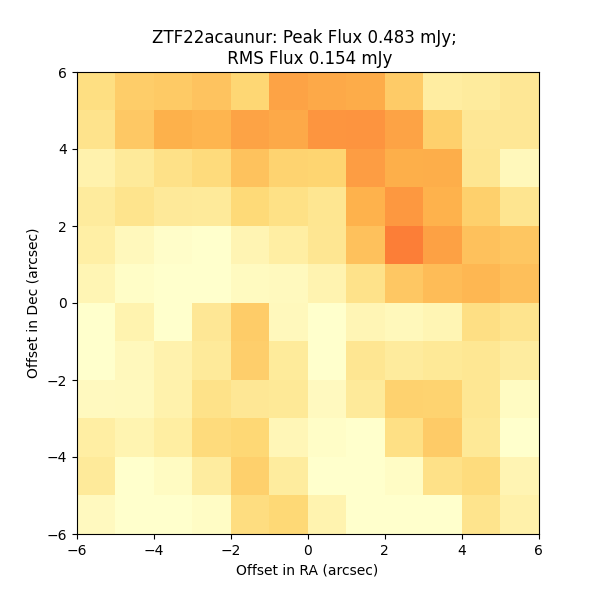 ZTF22acaunur: Peak Flux 0.483 mJy;
RMS Flux 0.154 mJy
6
4
2
0
−2
−4
−6
Offset in Dec (arcsec)
−6 −4 −2 0 2 4 6
Offset in RA (arcsec)